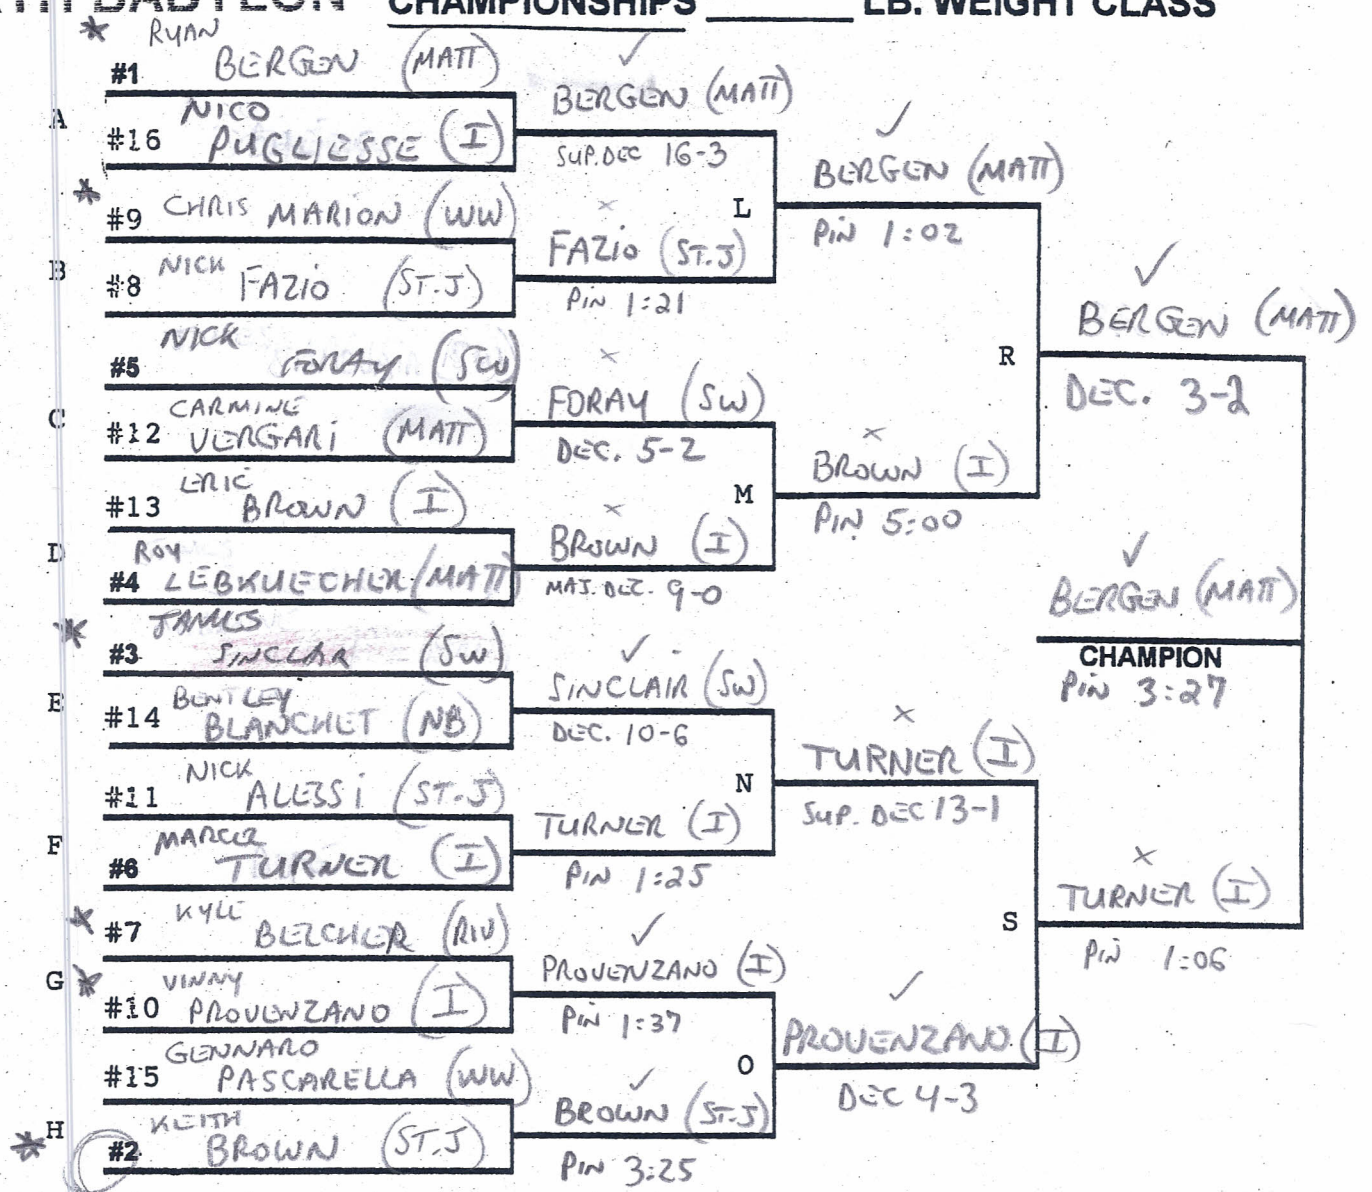 CHAMPIONSHIPS ______ LB. WEIGHT CLASS
RYAN
#1 BERGEN (MATT)
A
NICO
#16 PUGLIESSE (I)
#9 CHRIS MARION (WW)
B
NICK
#8 FAZIO (ST.J)
NICK
#5 FORAY (SW)
C
CARMINE
#12 VERGARI (MATT)
ERIC
#13 BROWN (I)
D
ROY
#4 LEBKUECHER (MATT)
JAMES
#3 SINCLAR (SW)
E
BENTLEY
#14 BLANCHET (NB)
NICK
#11 ALESSI (ST.J)
F
MARCEL
#6 TURNER (I)
KYLE
#7 BELCHER (RIV)
G
VINNY
#10 PROVENZANO (I)
GENNARO
#15 PASCARELLA (WW)
H
KEITH
#2 BROWN (ST.J)
BERGEN (MATT)
SUP.DEC 16-3
L
FAZIO (ST.J)
PIN 1:21
FORAY (SW)
DEC. 5-2
M
BROWN (I)
MAJ. DEC. 9-0
SINCLAIR (SW)
DEC. 10-6
N
TURNER (I)
PIN 1:25
PROVENZANO (I)
PIN 1:37
O
BROWN (ST.J)
PIN 3:25
BERGEN (MATT)
PIN 1:02
R
BROWN (I)
PIN 5:00
TURNER (I)
SUP. DEC 13-1
S
PROVENZANO (I)
DEC 4-3
BERGEN (MATT)
DEC. 3-2
BERGEN (MATT)
CHAMPION
PIN 3:27
TURNER (I)
PIN 1:06